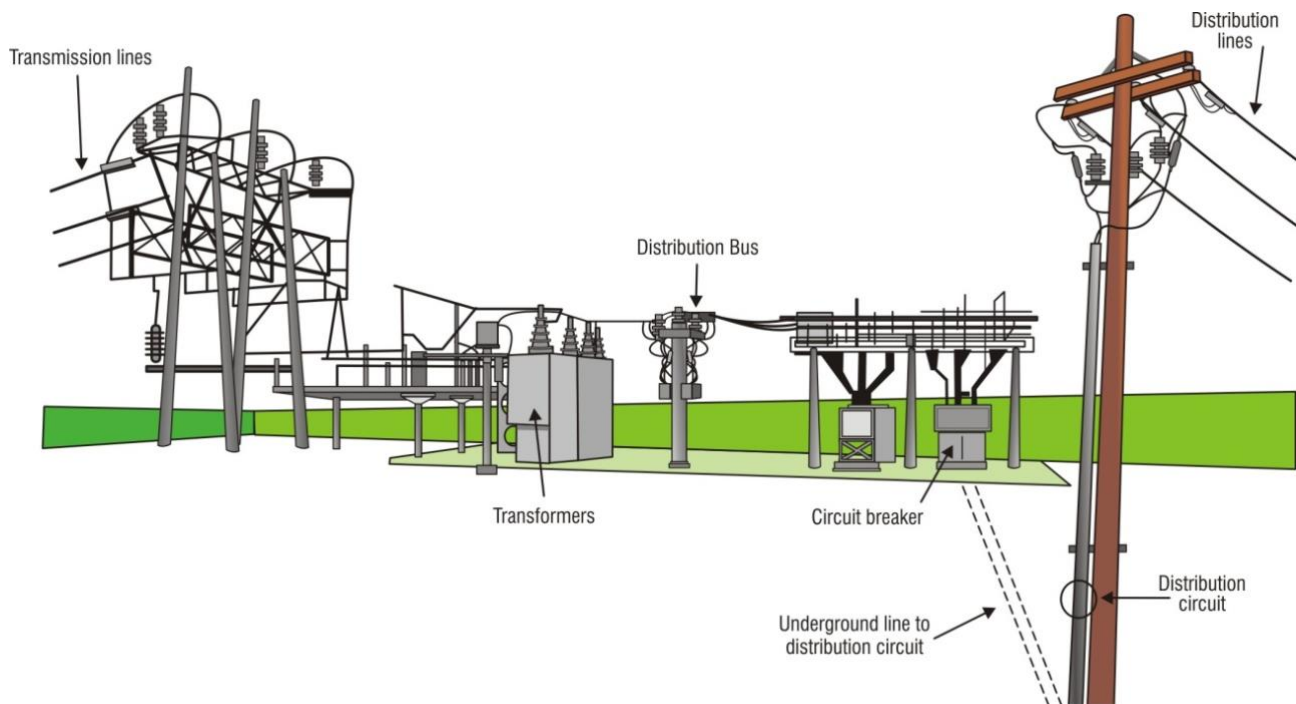 Transmission lines
Distribution
lines
Distribution Bus
Transformers
Circuit breaker
Underground line to
distribution circuit
Distribution
circuit